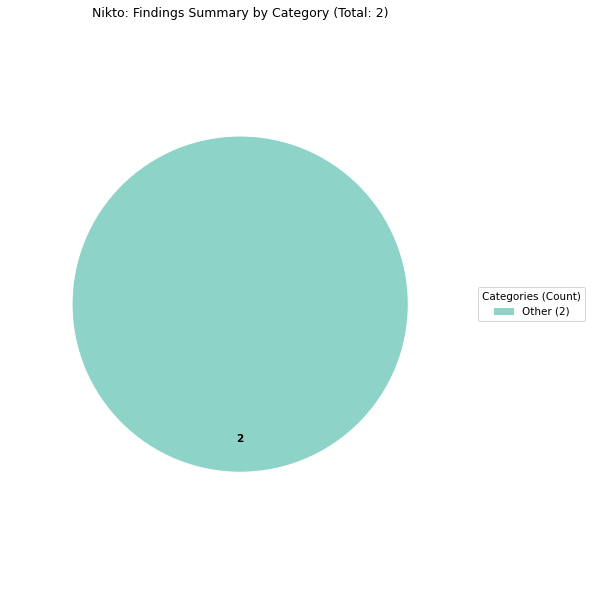 Nikto: Findings Summary by Category (Total: 2)
Categories (Count)
Other (2)
2